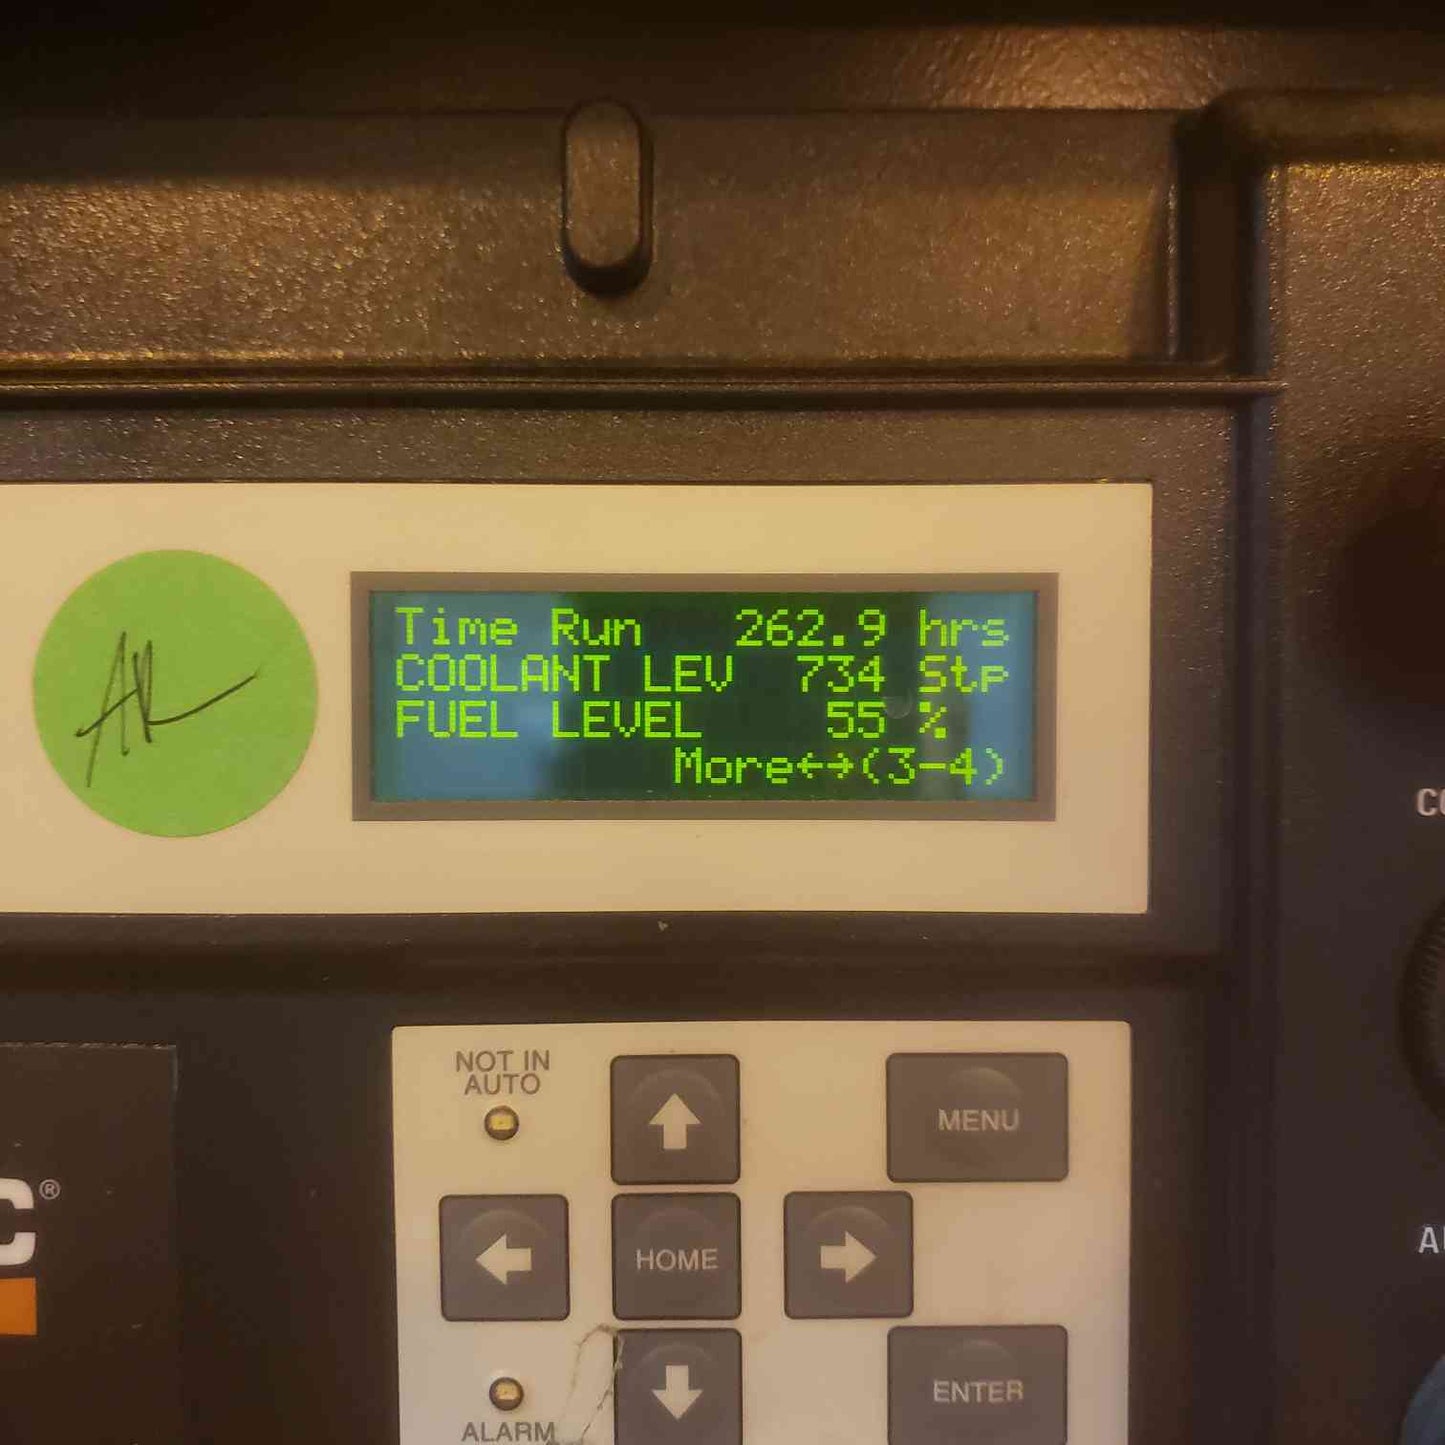 AK
Time Run 262.9 hrs
COOLANT LEV 734 Stp
FUEL LEVEL 55 %
More←→(3-4)
NOT IN
AUTO
MENU
C®
HOME
ENTER
ALARM